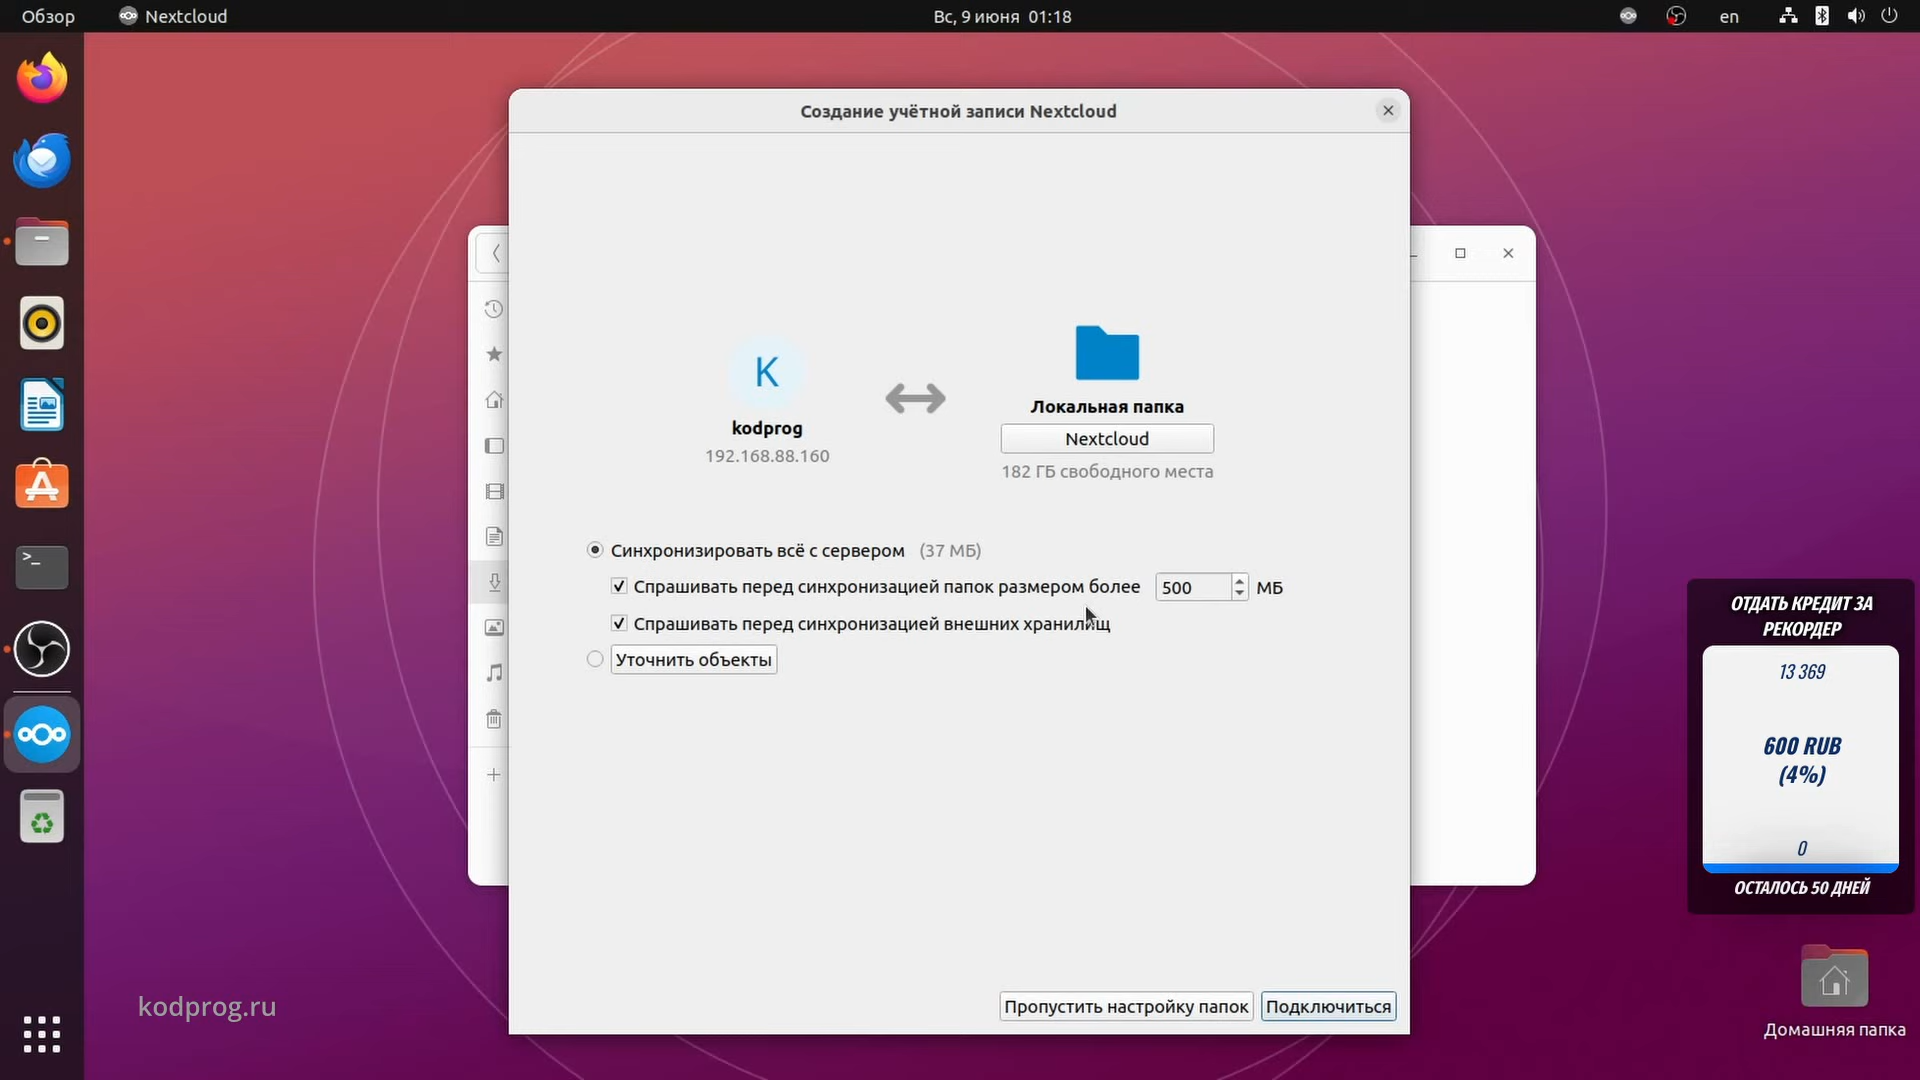 Обзор
Nextcloud
Вс, 9 июня 01:18
en
Создание учётной записи Nextcloud
K
kodprog
192.168.88.160
Локальная папка
Nextcloud
182 ГБ свободного места
Синхронизировать всё с сервером (37 МБ)
Спрашивать перед синхронизацией папок размером более 500 МБ
Спрашивать перед синхронизацией внешних хранилищ
Уточнить объекты
Пропустить настройку папок
Подключиться
ОТДАТЬ КРЕДИТ ЗА
РЕКОРДЕР
13 369
600 RUB
(4%)
0
ОСТАЛОСЬ 50 ДНЕЙ
Домашняя папка
kodprog.ru